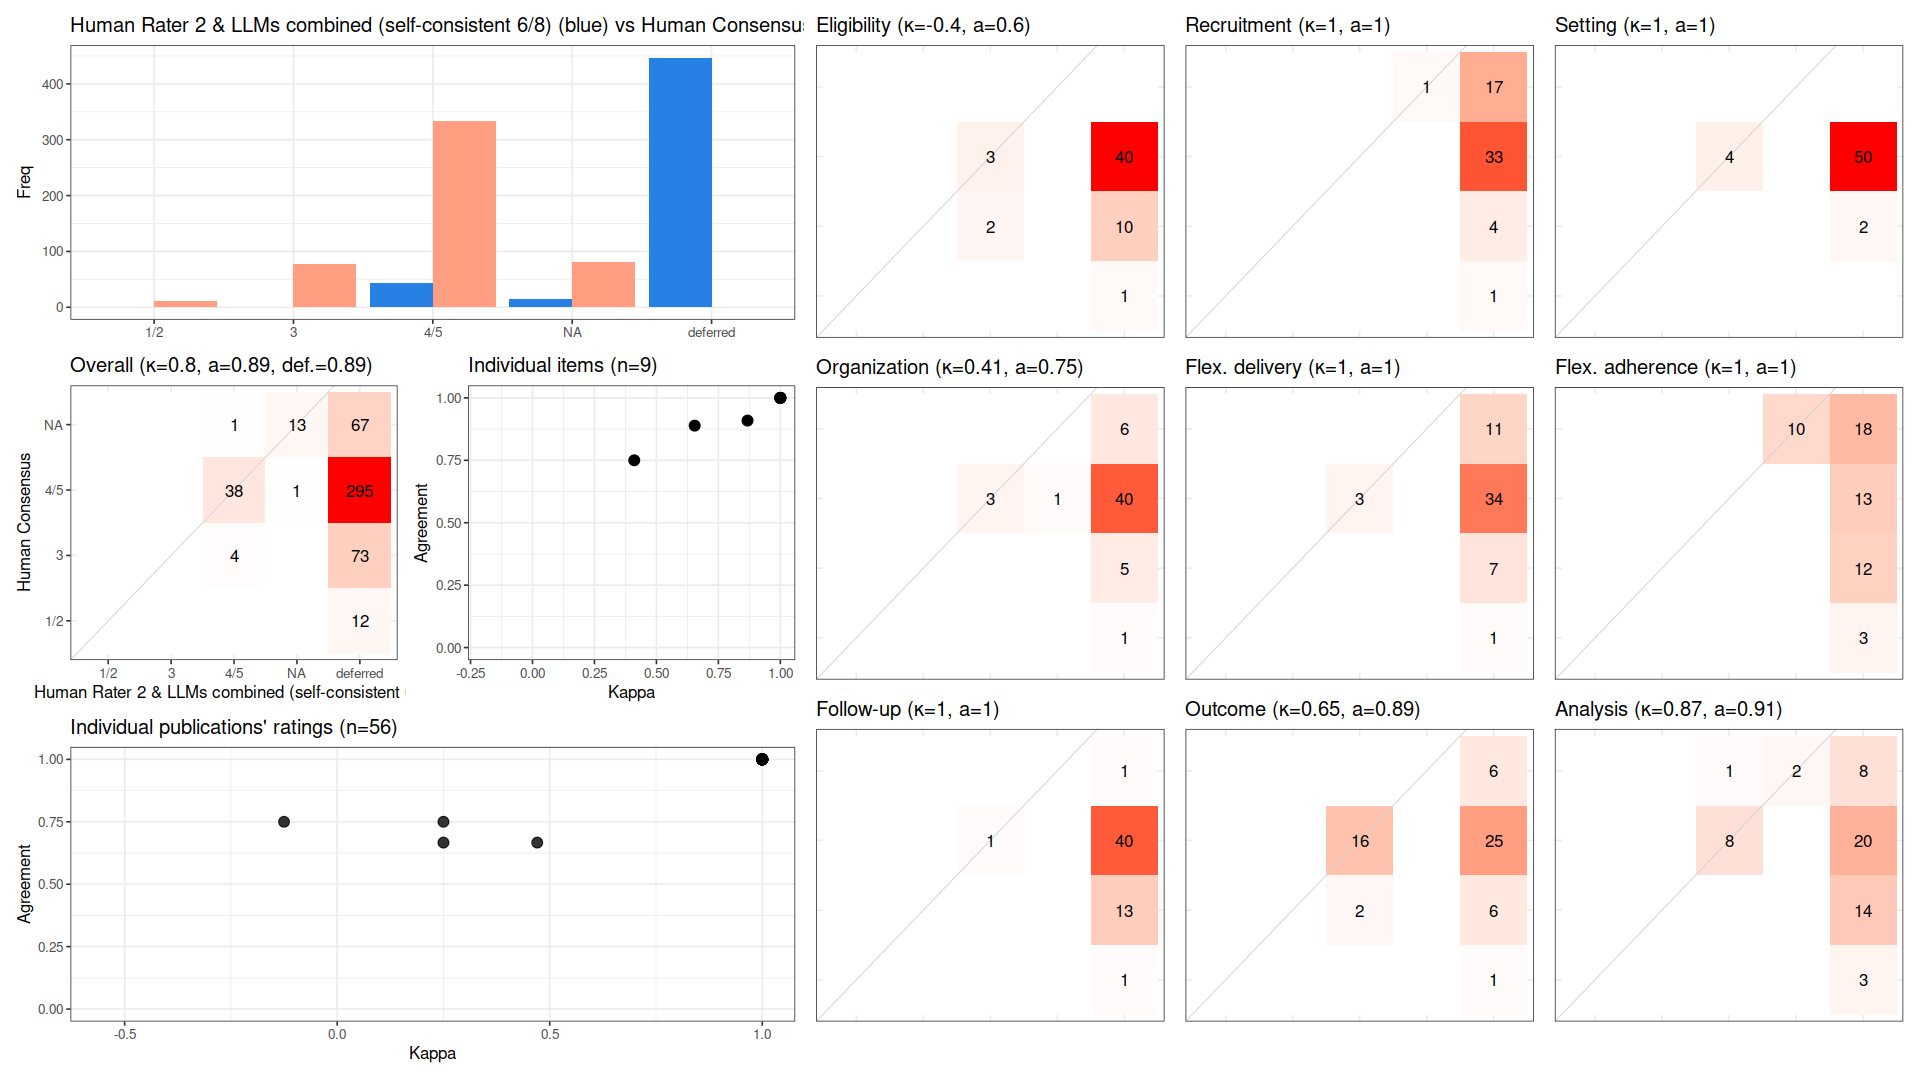 Human Rater 2 & LLMs combined (self-consistent 6/8) (blue) vs Human Consensus
Freq
400
300
200
100
0
1/2 3 4/5 NA deferred
Overall (κ=0.8, a=0.89, def.=0.89)
Human Consensus
NA
4/5
3
1/2
1 13 67
38 1 295
4 73
12
1/2 3 4/5 NA deferred
Human Rater 2 & LLMs combined (self-consistent
Individual items (n=9)
Agreement
1.00
0.75
0.50
0.25
0.00
-0.25 0.00 0.25 0.50 0.75 1.00
Kappa
Individual publications' ratings (n=56)
Agreement
1.00
0.75
0.50
0.25
0.00
-0.5 0.0 0.5 1.0
Kappa
Eligibility (κ=-0.4, a=0.6)
3 40
2 10
1
Recruitment (κ=1, a=1)
1 17
33
4
1
Setting (κ=1, a=1)
4 50
2
Organization (κ=0.41, a=0.75)
6
3 1 40
5
1
Flex. delivery (κ=1, a=1)
11
3 34
7
1
Flex. adherence (κ=1, a=1)
10 18
13
12
3
Follow-up (κ=1, a=1)
1
1 40
13
1
Outcome (κ=0.65, a=0.89)
6
16 25
2 6
1
Analysis (κ=0.87, a=0.91)
1 2 8
8 20
14
3